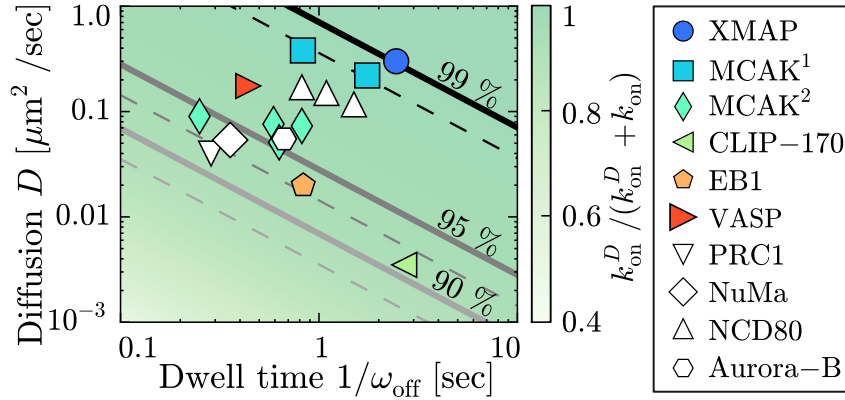 1.0
0.1
0.01
10⁻³
Diffusion D [μm² /sec]
99 %
95 %
90 %
0.1
1
10
Dwell time 1/ω_off [sec]
1
0.8
0.6
0.4
k_on^D /(k_on^D + k_on)
XMAP
MCAK¹
MCAK²
CLIP−170
EB1
VASP
PRC1
NuMa
NCD80
Aurora−B